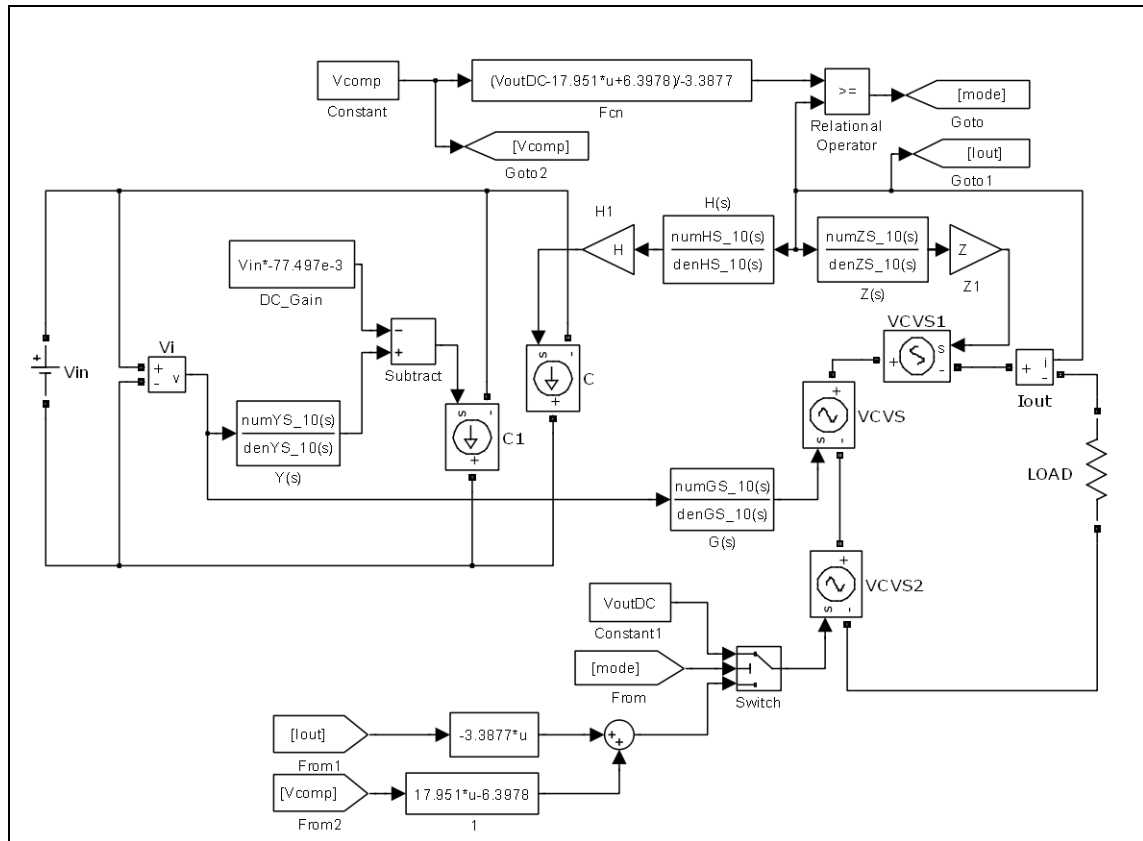 Vcomp
Constant
(VoutDC-17.951*u+6.3978)/-3.3877
Fcn
>=
Relational
Operator
[mode]
Goto
[Vcomp]
Goto2
[Iout]
Goto1
H1
H
H(s)
numHS_10(s)
denHS_10(s)
numZS_10(s)
denZS_10(s)
Z(s)
Z
Z1
Vin*-77.497e-3
DC_Gain
−
+
Subtract
+
Vin
Vi
+
−
v
numYS_10(s)
denYS_10(s)
Y(s)
s
-
+
C1
s
-
+
C
VCVS1
+
s
-
+
i
-
Iout
+
s
-
VCVS
LOAD
numGS_10(s)
denGS_10(s)
G(s)
+
s
-
VCVS2
VoutDC
Constant1
[mode]
From
Switch
[Iout]
From1
-3.3877*u
+
+
[Vcomp]
From2
17.951*u-6.3978
1